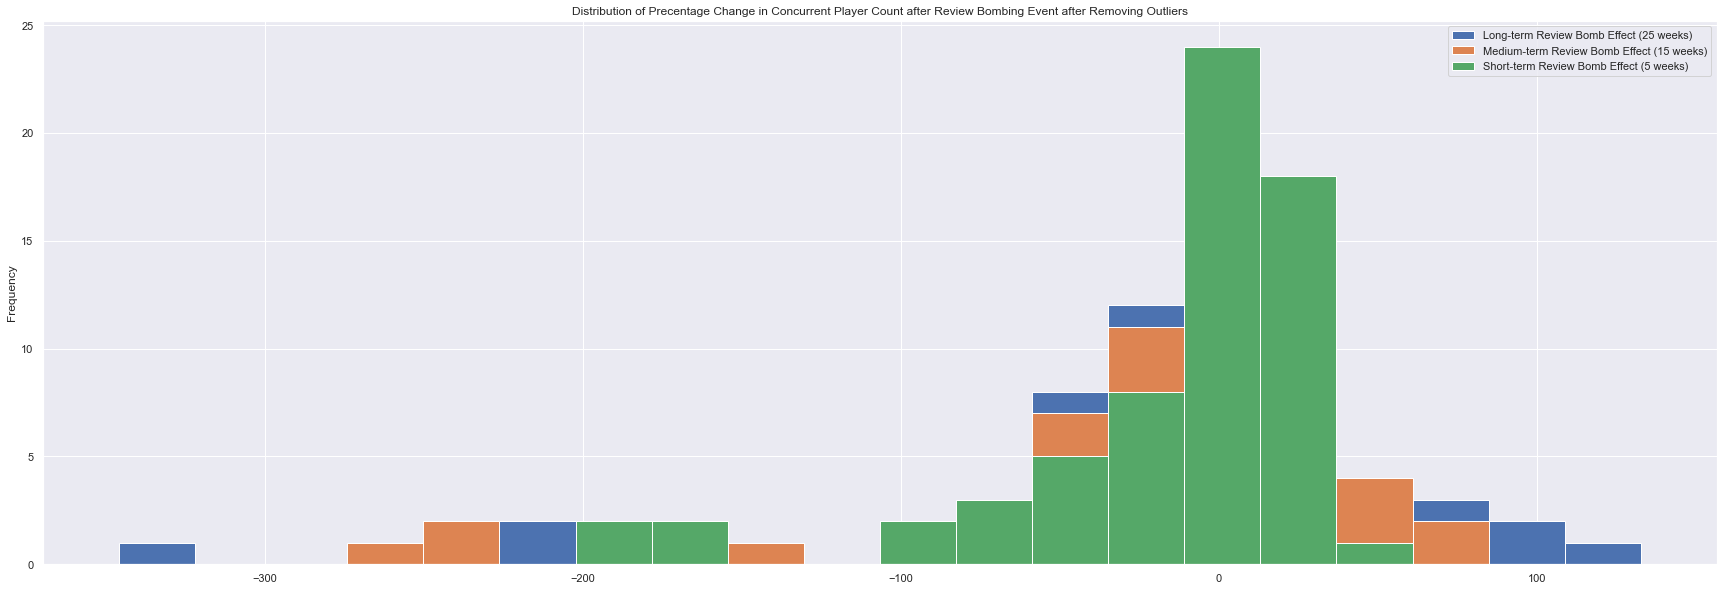 Distribution of Precentage Change in Concurrent Player Count after Review Bombing Event after Removing Outliers
25
20
15
10
5
0
Frequency
Long-term Review Bomb Effect (25 weeks)
Medium-term Review Bomb Effect (15 weeks)
Short-term Review Bomb Effect (5 weeks)
−300
−200
−100
0
100